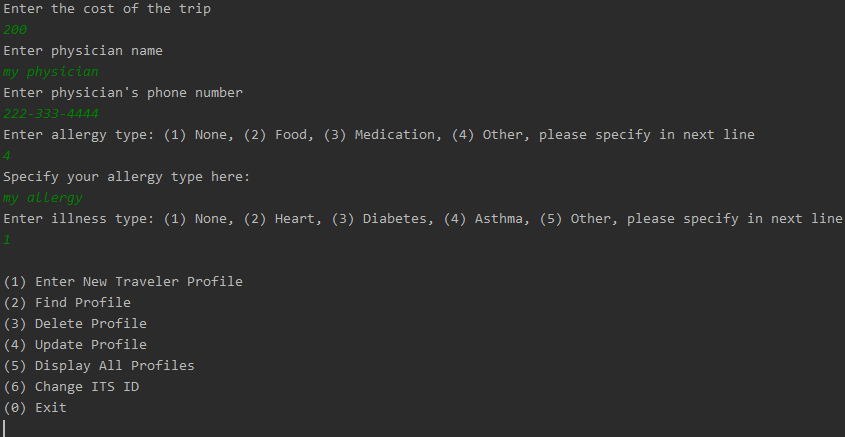 Enter the cost of the trip
200
Enter physician name
my physician
Enter physician's phone number
222-333-4444
Enter allergy type: (1) None, (2) Food, (3) Medication, (4) Other, please specify in next line
4
Specify your allergy type here:
my allergy
Enter illness type: (1) None, (2) Heart, (3) Diabetes, (4) Asthma, (5) Other, please specify in next line
1
(1) Enter New Traveler Profile
(2) Find Profile
(3) Delete Profile
(4) Update Profile
(5) Display All Profiles
(6) Change ITS ID
(0) Exit